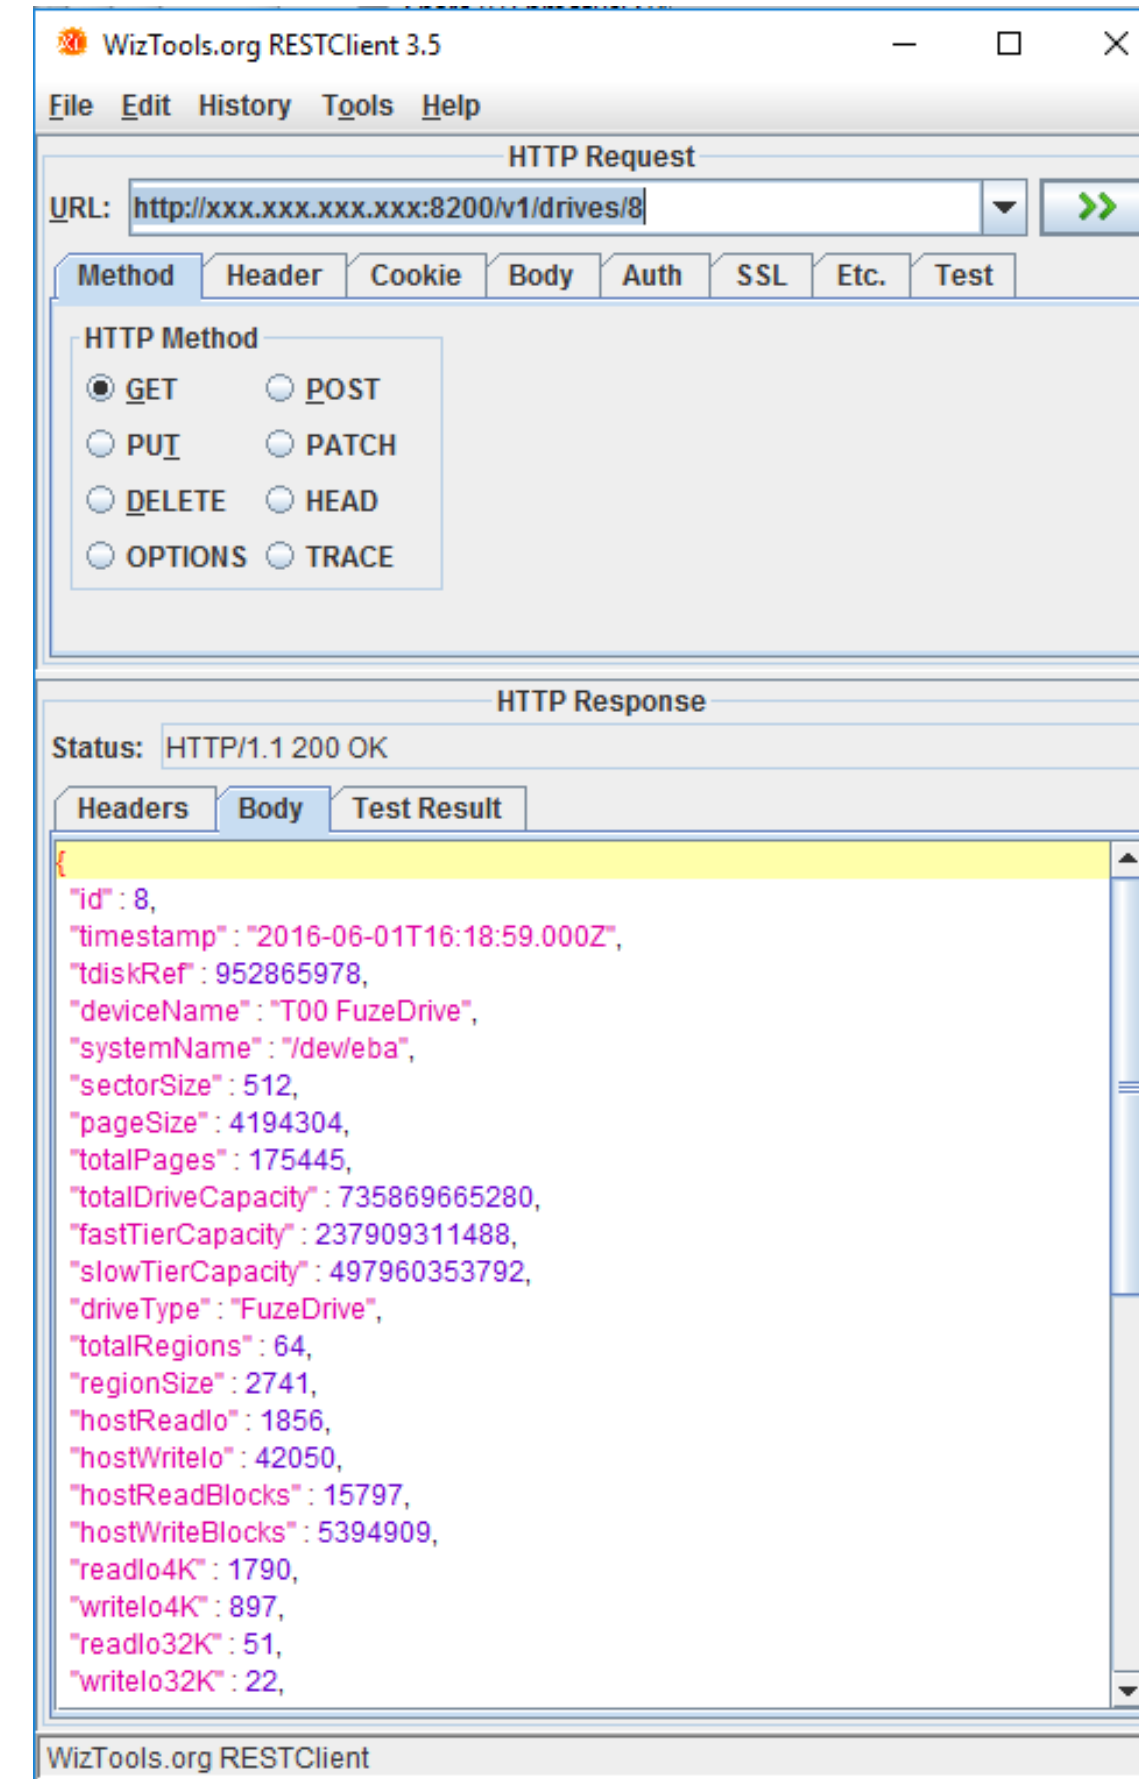 WizTools.org RESTClient 3.5
File Edit History Tools Help
HTTP Request
URL: http://xxx.xxx.xxx.xxx:8200/v1/drives/8
Method Header Cookie Body Auth SSL Etc. Test
HTTP Method
GET POST
PUT PATCH
DELETE HEAD
OPTIONS TRACE
HTTP Response
Status: HTTP/1.1 200 OK
Headers Body Test Result
{
"id" : 8,
"timestamp" : "2016-06-01T16:18:59.000Z",
"tdiskRef" : 952865978,
"deviceName" : "T00 FuzeDrive",
"systemName" : "/dev/eba",
"sectorSize" : 512,
"pageSize" : 4194304,
"totalPages" : 175445,
"totalDriveCapacity" : 735869665280,
"fastTierCapacity" : 237909311488,
"slowTierCapacity" : 497960353792,
"driveType" : "FuzeDrive",
"totalRegions" : 64,
"regionSize" : 2741,
"hostReadIo" : 1856,
"hostWriteIo" : 42050,
"hostReadBlocks" : 15797,
"hostWriteBlocks" : 5394909,
"readIo4K" : 1790,
"writeIo4K" : 897,
"readIo32K" : 51,
"writeIo32K" : 22,
WizTools.org RESTClient